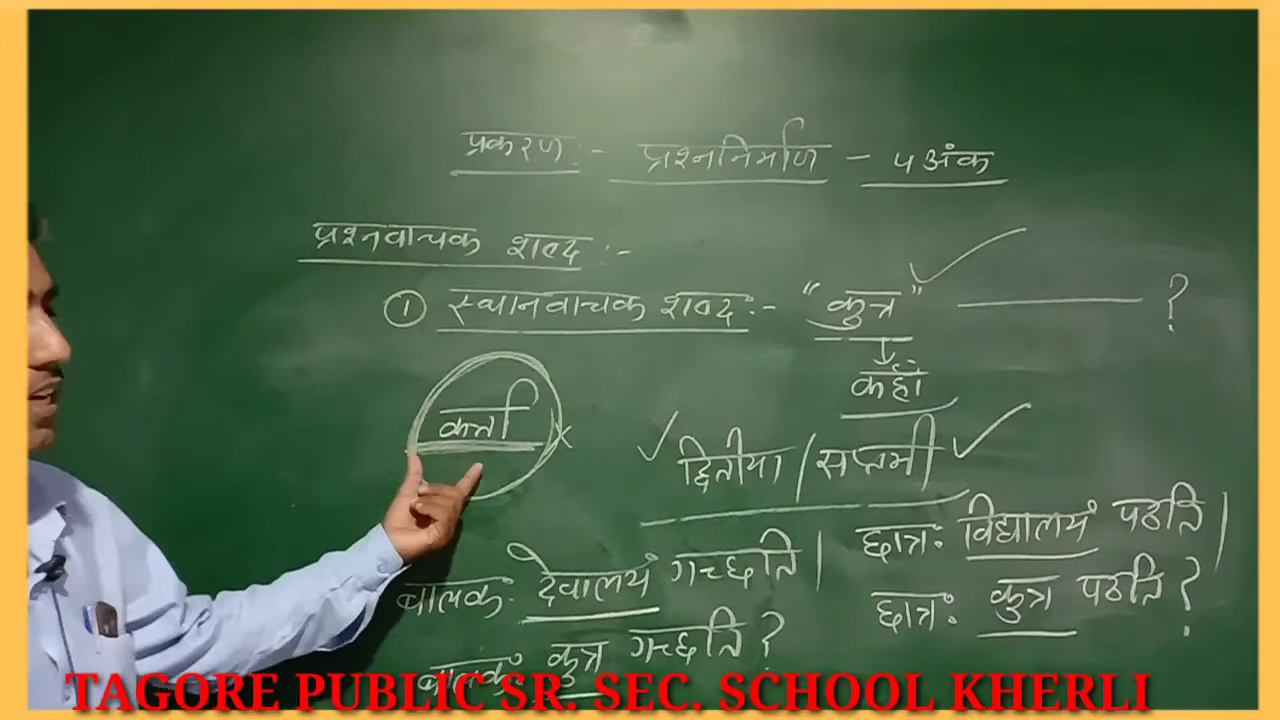 प्रकरण :- प्रश्ननिर्माण - ५ अंक
प्रश्नवाचक शब्द :-
① स्थानवाचक शब्द :- "कुत्र" ?
कहाँ
कर्ता
द्वितीया / सप्तमी
बालकः देवालयं गच्छति।
बालकः कुत्र गच्छति?
छात्रः विद्यालयं पठति।
छात्रः कुत्र पठति?
TAGORE PUBLIC SR. SEC. SCHOOL KHERLI